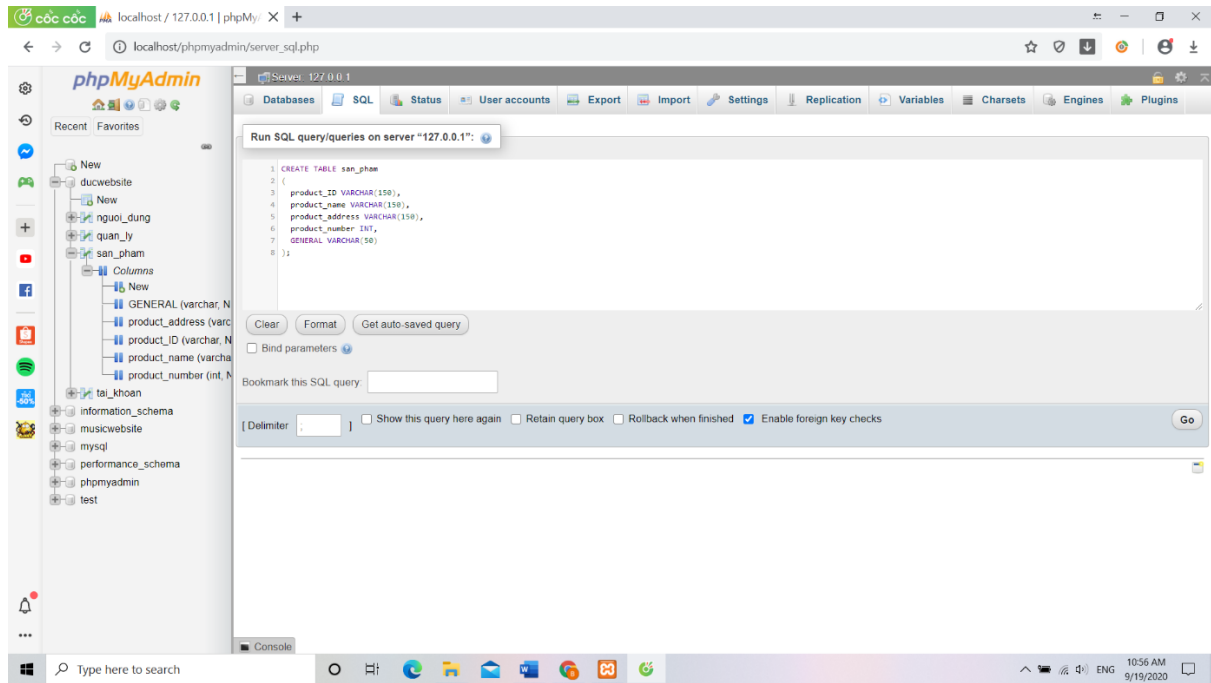 cốc cốc
localhost / 127.0.0.1 | phpMy
localhost/phpmyadmin/server_sql.php
phpMyAdmin
Server: 127.0.0.1
Databases SQL Status User accounts Export Import Settings Replication Variables Charsets Engines Plugins
Recent Favorites
Run SQL query/queries on server “127.0.0.1”:
New
ducwebsite
New
nguoi_dung
quan_ly
san_pham
Columns
New
GENERAL (varchar, N
product_address (varc
product_ID (varchar, N
product_name (varcha
product_number (int, N
tai_khoan
information_schema
musicwebsite
mysql
performance_schema
phpmyadmin
test
1 CREATE TABLE san_pham
2 (
3 product_ID VARCHAR(150),
4 product_name VARCHAR(150),
5 product_address VARCHAR(150),
6 product_number INT,
7 GENERAL VARCHAR(50)
8 );
Clear Format Get auto-saved query
Bind parameters
Bookmark this SQL query:
[ Delimiter ; ] Show this query here again Retain query box Rollback when finished Enable foreign key checks Go
Console
Type here to search
ENG
10:56 AM
9/19/2020